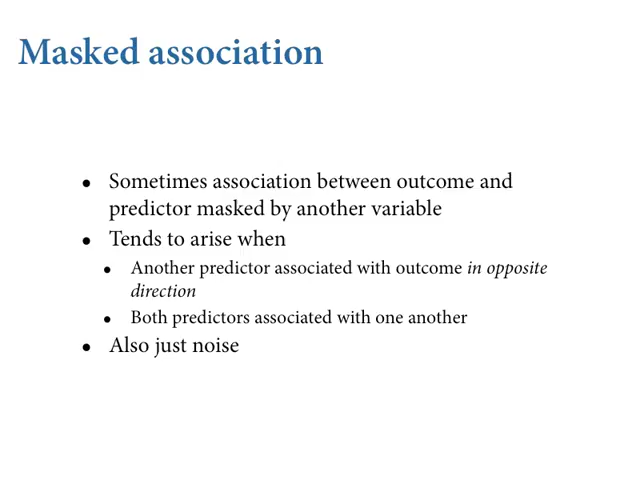 Masked association
• Sometimes association between outcome and
predictor masked by another variable
• Tends to arise when
• Another predictor associated with outcome in opposite
direction
• Both predictors associated with one another
• Also just noise